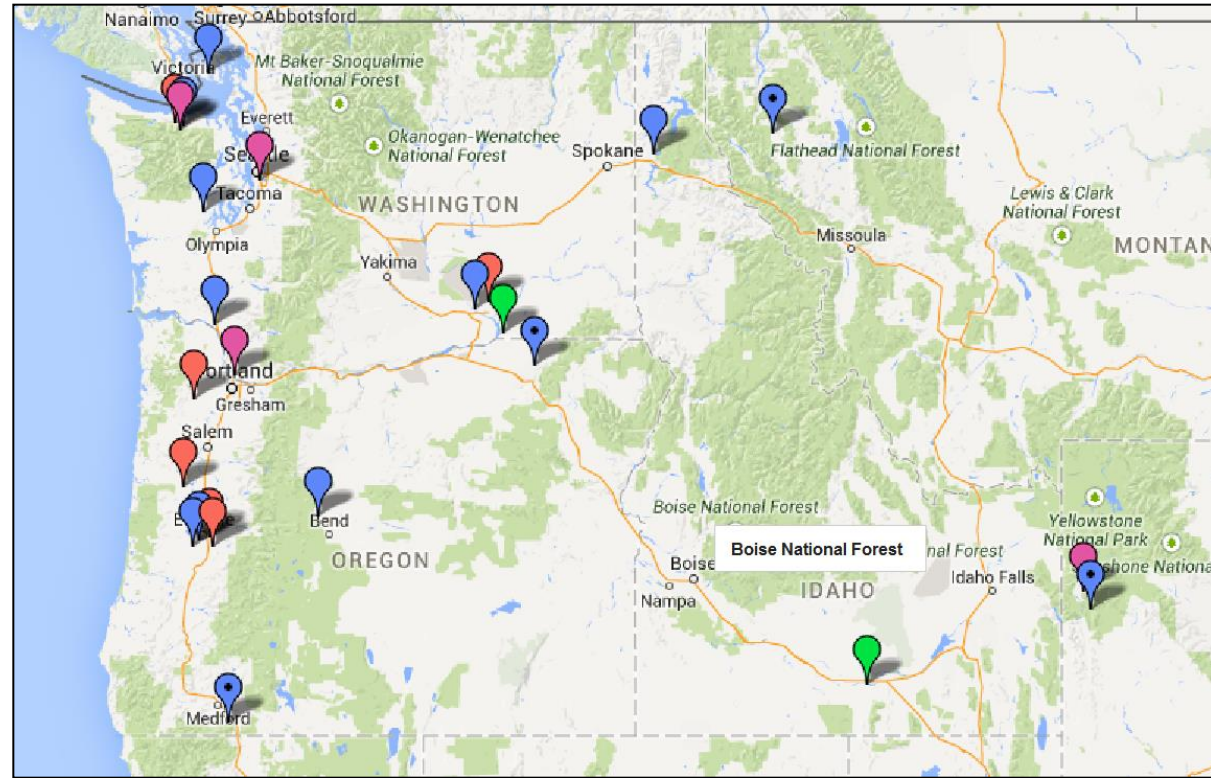 Nanaimo
Surrey
Abbotsford
Victoria
Mt Baker-Snoqualmie
National Forest
Everett
Okanogan-Wenatchee
National Forest
Spokane
Flathead National Forest
Tacoma
WASHINGTON
Lewis & Clark
National Forest
Olympia
Missoula
MONTAN
Yakima
Gresham
Salem
Boise National Forest
Yellowstone
National Park
Bend
OREGON
Boise National Forest
nal Forest
shone National
Boise
IDAHO
Idaho Falls
Nampa
Medford